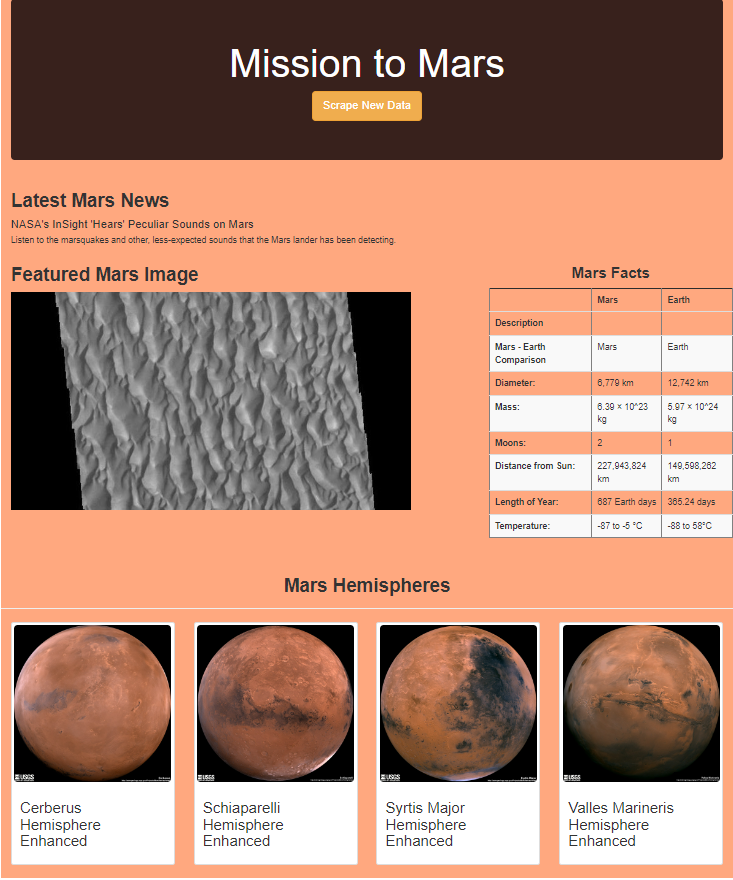 Mission to Mars
Scrape New Data
Latest Mars News
NASA's InSight 'Hears' Peculiar Sounds on Mars
Listen to the marsquakes and other, less-expected sounds that the Mars lander has been detecting.
Featured Mars Image
Mars Facts
Mars Earth
Description
Mars - Earth Comparison Mars Earth
Diameter: 6,779 km 12,742 km
Mass: 6.39 × 10^23 kg 5.97 × 10^24 kg
Moons: 2 1
Distance from Sun: 227,943,824 km 149,598,262 km
Length of Year: 687 Earth days 365.24 days
Temperature: -87 to -5 °C -88 to 58°C
Mars Hemispheres
USGS
USGS
USGS
USGS
Cerberus
Hemisphere
Enhanced
Schiaparelli
Hemisphere
Enhanced
Syrtis Major
Hemisphere
Enhanced
Valles Marineris
Hemisphere
Enhanced